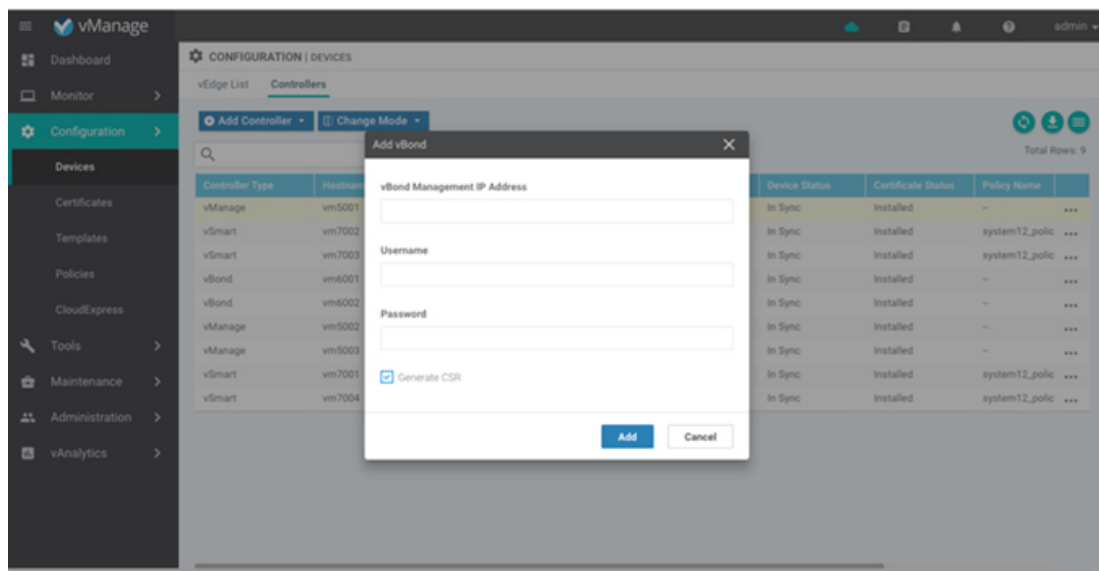 vManage
admin
Dashboard
Monitor
Configuration
Devices
Certificates
Templates
Policies
CloudExpress
Tools
Maintenance
Administration
vAnalytics
CONFIGURATION | DEVICES
vEdge List Controllers
Add Controller Change Mode
Total Rows: 9
Controller Type Hostnam Device Status Certificate Status Policy Name
vManage vm5001 In Sync Installed -- ...
vSmart vm7002 In Sync Installed system12_polic ...
vSmart vm7003 In Sync Installed system12_polic ...
vBond vm6001 In Sync Installed -- ...
vBond vm6002 In Sync Installed -- ...
vManage vm5002 In Sync Installed -- ...
vManage vm5003 In Sync Installed -- ...
vSmart vm7001 In Sync Installed system12_polic ...
vSmart vm7004 In Sync Installed system12_polic ...
Add vBond
vBond Management IP Address
Username
Password
Generate CSR
Add Cancel